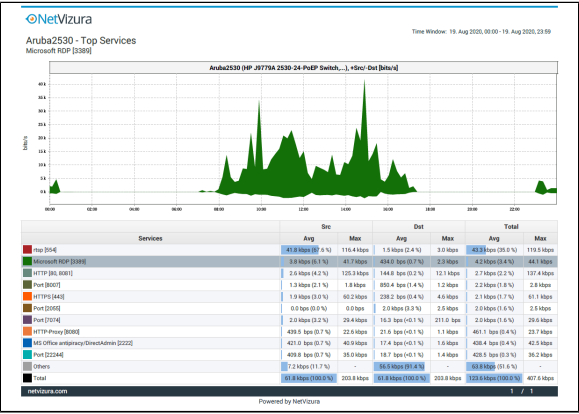 NetVizura
Time Window: 19. Aug 2020, 00:00 - 19. Aug 2020, 23:59
Aruba2530 - Top Services
Microsoft RDP [3389]
Aruba2530 (HP J9779A 2530-24-PoEP Switch,...), +Src/-Dst [bits/s]
40 k
35 k
30 k
25 k
20 k
15 k
10 k
5 k
0 k
bits/s
00:00 02:00 04:00 06:00 08:00 10:00 12:00 14:00 16:00 18:00 20:00 22:00
Src Dst Total
Services Avg Max Avg Max Avg Max
rtsp [554] 41.8 kbps (67.6 %) 116.4 kbps 1.5 kbps (2.4 %) 3.0 kbps 43.3 kbps (35.0 %) 119.5 kbps
Microsoft RDP [3389] 3.8 kbps (6.1 %) 41.7 kbps 434.0 bps (0.7 %) 2.3 kbps 4.2 kbps (3.4 %) 44.1 kbps
HTTP [80, 8081] 2.6 kbps (4.2 %) 125.3 kbps 144.8 bps (0.2 %) 12.1 kbps 2.7 kbps (2.2 %) 137.4 kbps
Port [8007] 1.3 kbps (2.1 %) 1.8 kbps 850.4 bps (1.4 %) 1.2 kbps 2.2 kbps (1.8 %) 2.8 kbps
HTTPS [443] 1.9 kbps (3.0 %) 60.2 kbps 238.2 bps (0.4 %) 4.6 kbps 2.1 kbps (1.7 %) 61.1 kbps
Port [2055] 0.0 bps (0.0 %) 0.0 bps 2.0 kbps (3.3 %) 2.5 kbps 2.0 kbps (1.6 %) 2.5 kbps
Port [7074] 2.0 kbps (3.2 %) 29.4 kbps 16.3 bps (<0.1 %) 211.0 bps 2.0 kbps (1.6 %) 29.6 kbps
HTTP-Proxy [8080] 439.5 bps (0.7 %) 22.6 kbps 21.6 bps (<0.1 %) 1.1 kbps 461.1 bps (0.4 %) 23.7 kbps
MS Office antipiracy/DirectAdmin [2222] 421.0 bps (0.7 %) 40.9 kbps 17.4 bps (<0.1 %) 1.6 kbps 438.4 bps (0.4 %) 42.5 kbps
Port [22244] 409.8 bps (0.7 %) 35.0 kbps 18.7 bps (<0.1 %) 1.4 kbps 428.5 bps (0.3 %) 36.2 kbps
Others 7.2 kbps (11.7 %) - 56.5 kbps (91.4 %) - 63.8 kbps (51.6 %) -
Total 61.8 kbps (100.0 %) 203.8 kbps 61.8 kbps (100.0 %) 203.8 kbps 123.6 kbps (100.0 %) 407.6 kbps
netvizura.com 1 / 1
Powered by NetVizura